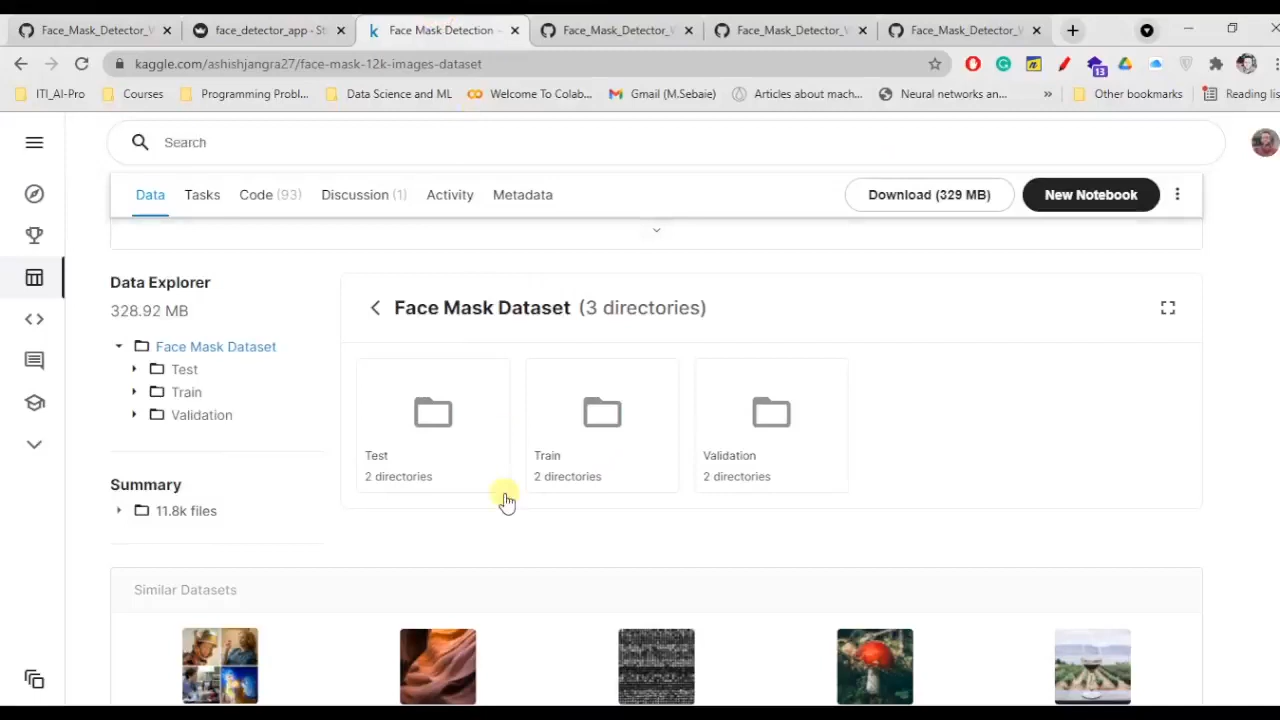 Face_Mask_Detector_V
face_detector_app - St
Face Mask Detection -
Face_Mask_Detector_V
Face_Mask_Detector_V
Face_Mask_Detector_V
kaggle.com/ashishjangra27/face-mask-12k-images-dataset
13
ITI_AI-Pro
Courses
Programming Probl...
Data Science and ML
Welcome To Colab...
Gmail (M.Sebaie)
Articles about mach...
Neural networks an...
»
Other bookmarks
Reading lis
Search
Data
Tasks
Code (93)
Discussion (1)
Activity
Metadata
Download (329 MB)
New Notebook
Data Explorer
328.92 MB
Face Mask Dataset
Test
Train
Validation
Summary
11.8k files
Face Mask Dataset (3 directories)
Test
2 directories
Train
2 directories
Validation
2 directories
Similar Datasets